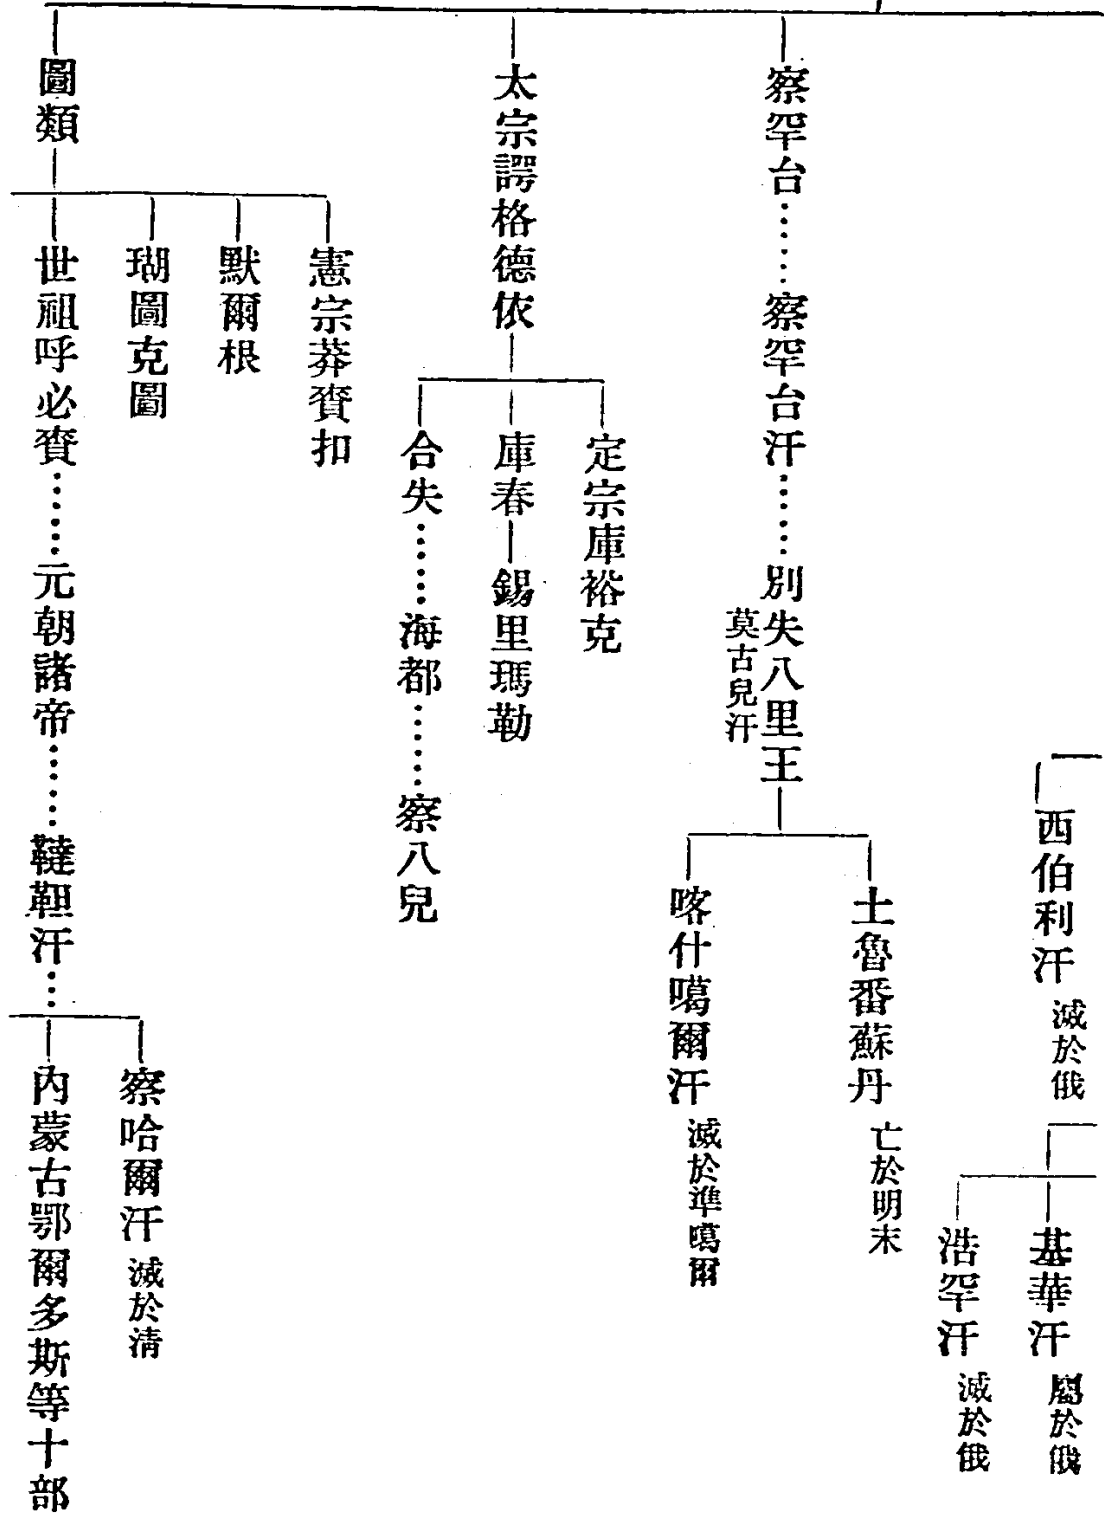 西伯利汗 滅於俄
基華汗 屬於俄
浩罕汗 滅於俄
察罕台……察罕台汗……別失八里王
莫古兒汗
土魯番蘇丹 亡於明末
喀什噶爾汗 滅於準噶爾
太宗諤格德依
定宗庫裕克
庫春—錫里瑪勒
合失……海都……察八兒
圖類
憲宗莽賚扣
默爾根
瑚圖克圖
世祖呼必賚……元朝諸帝……韃靼汗…
察哈爾汗 滅於清
內蒙古鄂爾多斯等十部